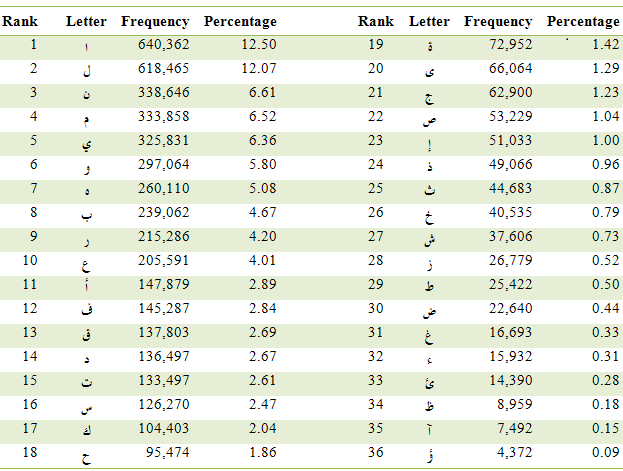 Rank Letter Frequency Percentage Rank Letter Frequency Percentage
1 ا 640,362 12.50 19 ة 72,952 1.42
2 ل 618,465 12.07 20 ى 66,064 1.29
3 ن 338,646 6.61 21 ج 62,900 1.23
4 م 333,858 6.52 22 ص 53,229 1.04
5 ي 325,831 6.36 23 إ 51,033 1.00
6 و 297,064 5.80 24 ذ 49,066 0.96
7 ه 260,110 5.08 25 ث 44,683 0.87
8 ب 239,062 4.67 26 خ 40,535 0.79
9 ر 215,286 4.20 27 ش 37,606 0.73
10 ع 205,591 4.01 28 ز 26,779 0.52
11 أ 147,879 2.89 29 ط 25,422 0.50
12 ف 145,287 2.84 30 ض 22,640 0.44
13 ق 137,803 2.69 31 غ 16,693 0.33
14 د 136,497 2.67 32 ء 15,932 0.31
15 ت 133,497 2.61 33 ئ 14,390 0.28
16 س 126,270 2.47 34 ظ 8,959 0.18
17 ك 104,403 2.04 35 آ 7,492 0.15
18 ح 95,474 1.86 36 ؤ 4,372 0.09